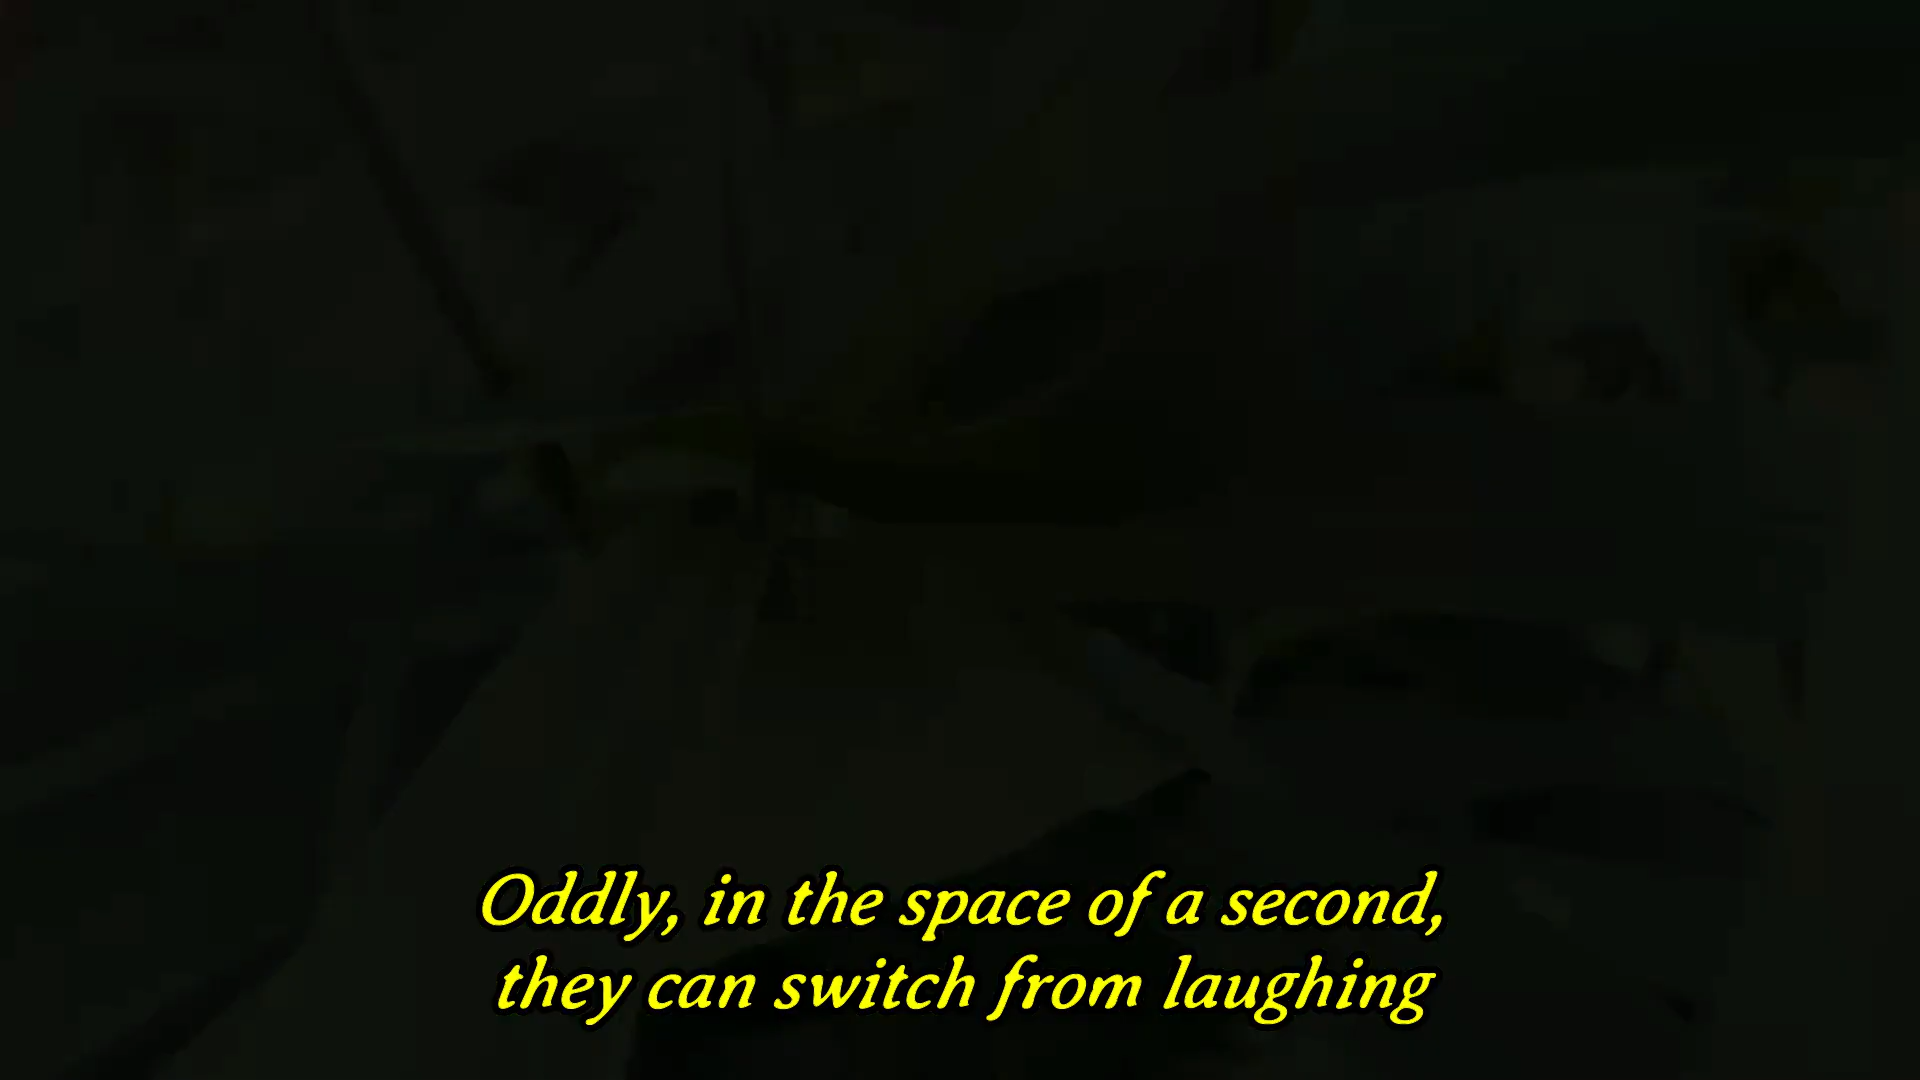 Oddly, in the space of a second,
they can switch from laughing